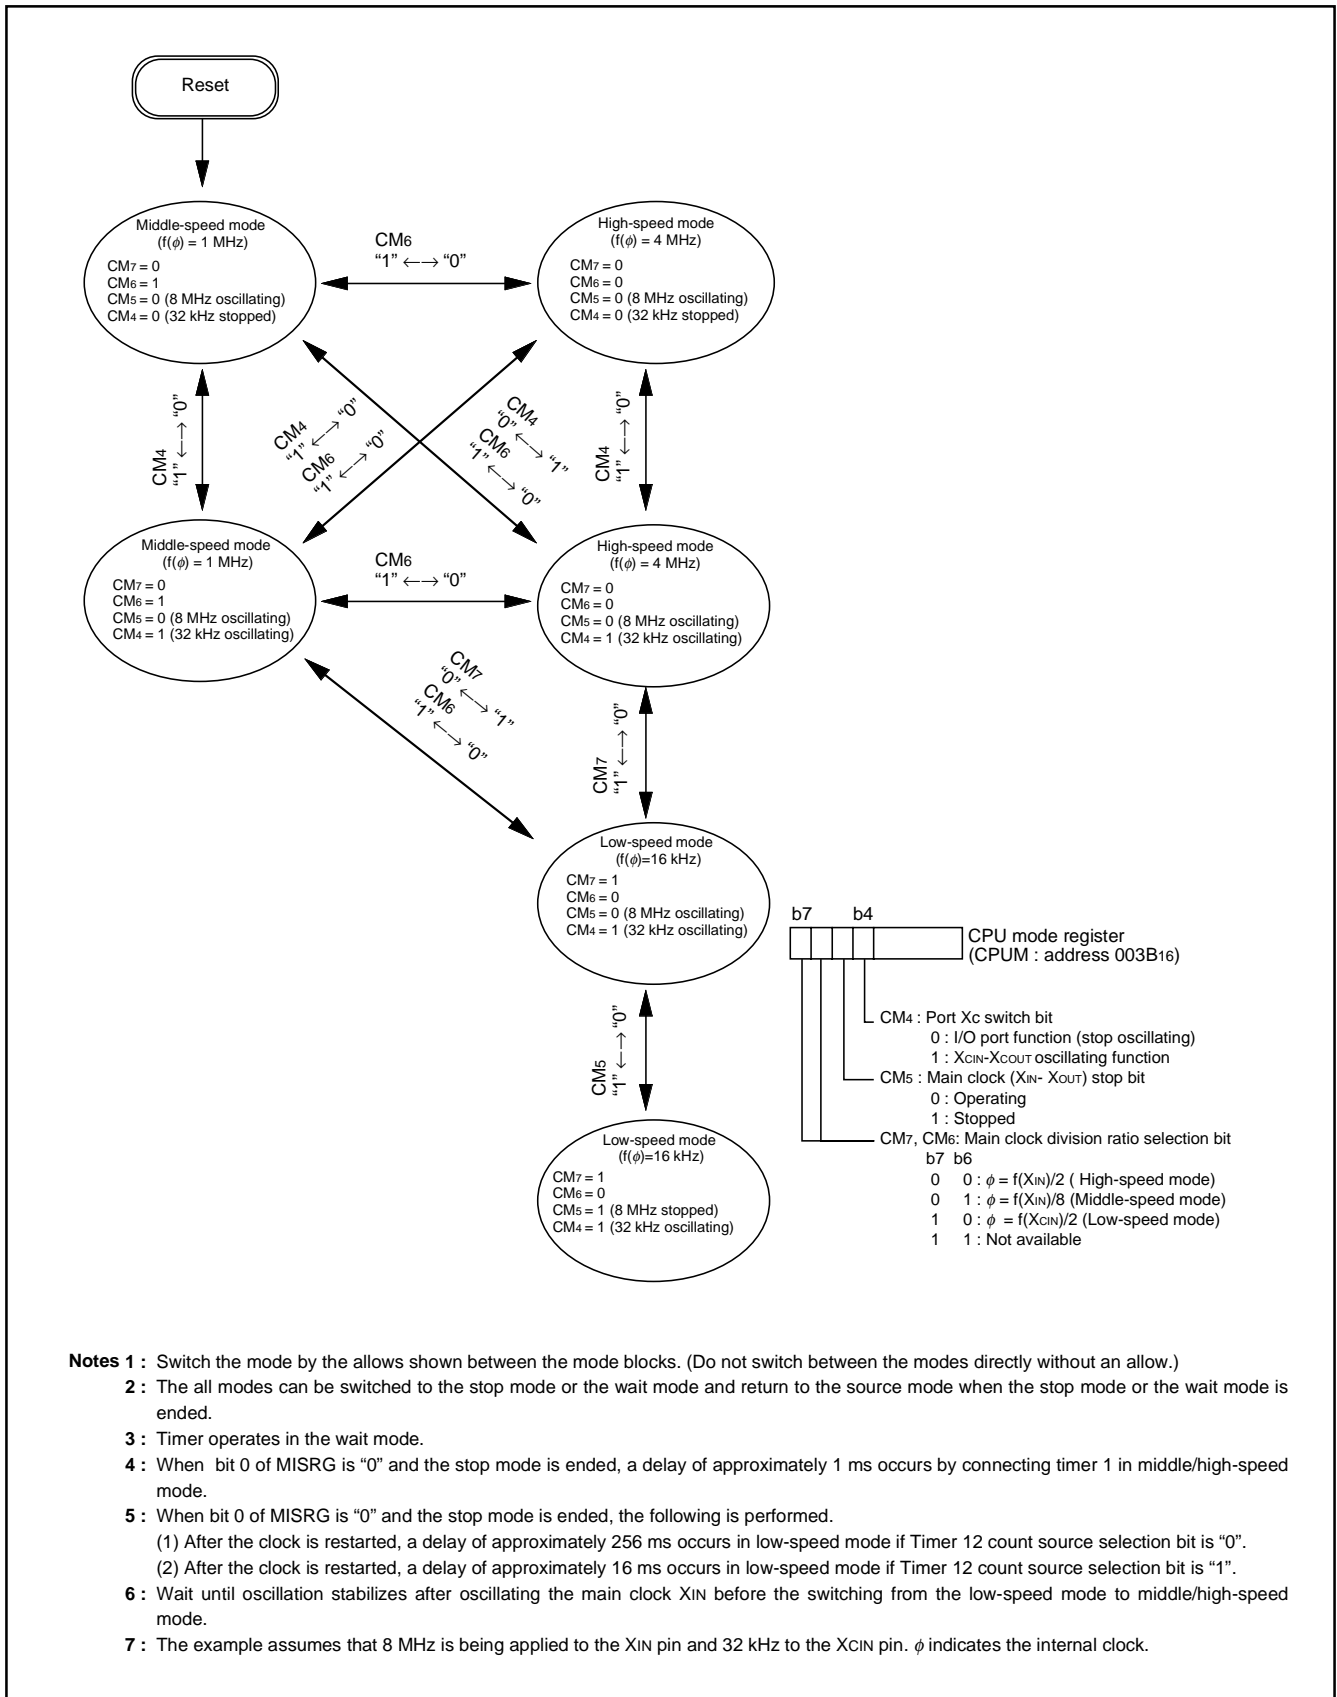 Reset
Middle-speed mode
(f(ϕ) = 1 MHz)
CM7 = 0
CM6 = 1
CM5 = 0 (8 MHz oscillating)
CM4 = 0 (32 kHz stopped)
CM6
“1” ←→ “0”
High-speed mode
(f(ϕ) = 4 MHz)
CM7 = 0
CM6 = 0
CM5 = 0 (8 MHz oscillating)
CM4 = 0 (32 kHz stopped)
CM4
“1” ←→ “0”
CM4
“1” ←→ “0”
CM6
“1” ←→ “0”
CM4
“0” ←→ “1”
CM6
“1” ←→ “0”
CM4
“1” ←→ “0”
Middle-speed mode
(f(ϕ) = 1 MHz)
CM7 = 0
CM6 = 1
CM5 = 0 (8 MHz oscillating)
CM4 = 1 (32 kHz oscillating)
CM6
“1” ←→ “0”
High-speed mode
(f(ϕ) = 4 MHz)
CM7 = 0
CM6 = 0
CM5 = 0 (8 MHz oscillating)
CM4 = 1 (32 kHz oscillating)
CM7
“0” ←→ “1”
CM6
“1” ←→ “0”
CM7
“1” ←→ “0”
Low-speed mode
(f(ϕ)=16 kHz)
CM7 = 1
CM6 = 0
CM5 = 0 (8 MHz oscillating)
CM4 = 1 (32 kHz oscillating)
CM5
“1” ←→ “0”
Low-speed mode
(f(ϕ)=16 kHz)
CM7 = 1
CM6 = 0
CM5 = 1 (8 MHz stopped)
CM4 = 1 (32 kHz oscillating)
b7 b4
CPU mode register
(CPUM : address 003B16)
CM4 : Port Xc switch bit
0 : I/O port function (stop oscillating)
1 : XCIN-XCOUT oscillating function
CM5 : Main clock (XIN- XOUT) stop bit
0 : Operating
1 : Stopped
CM7, CM6: Main clock division ratio selection bit
b7 b6
0 0 : ϕ = f(XIN)/2 ( High-speed mode)
0 1 : ϕ = f(XIN)/8 (Middle-speed mode)
1 0 : ϕ = f(XCIN)/2 (Low-speed mode)
1 1 : Not available
Notes 1 : Switch the mode by the allows shown between the mode blocks. (Do not switch between the modes directly without an allow.)
2 : The all modes can be switched to the stop mode or the wait mode and return to the source mode when the stop mode or the wait mode is
ended.
3 : Timer operates in the wait mode.
4 : When bit 0 of MISRG is “0” and the stop mode is ended, a delay of approximately 1 ms occurs by connecting timer 1 in middle/high-speed
mode.
5 : When bit 0 of MISRG is “0” and the stop mode is ended, the following is performed.
(1) After the clock is restarted, a delay of approximately 256 ms occurs in low-speed mode if Timer 12 count source selection bit is “0”.
(2) After the clock is restarted, a delay of approximately 16 ms occurs in low-speed mode if Timer 12 count source selection bit is “1”.
6 : Wait until oscillation stabilizes after oscillating the main clock XIN before the switching from the low-speed mode to middle/high-speed
mode.
7 : The example assumes that 8 MHz is being applied to the XIN pin and 32 kHz to the XCIN pin. ϕ indicates the internal clock.